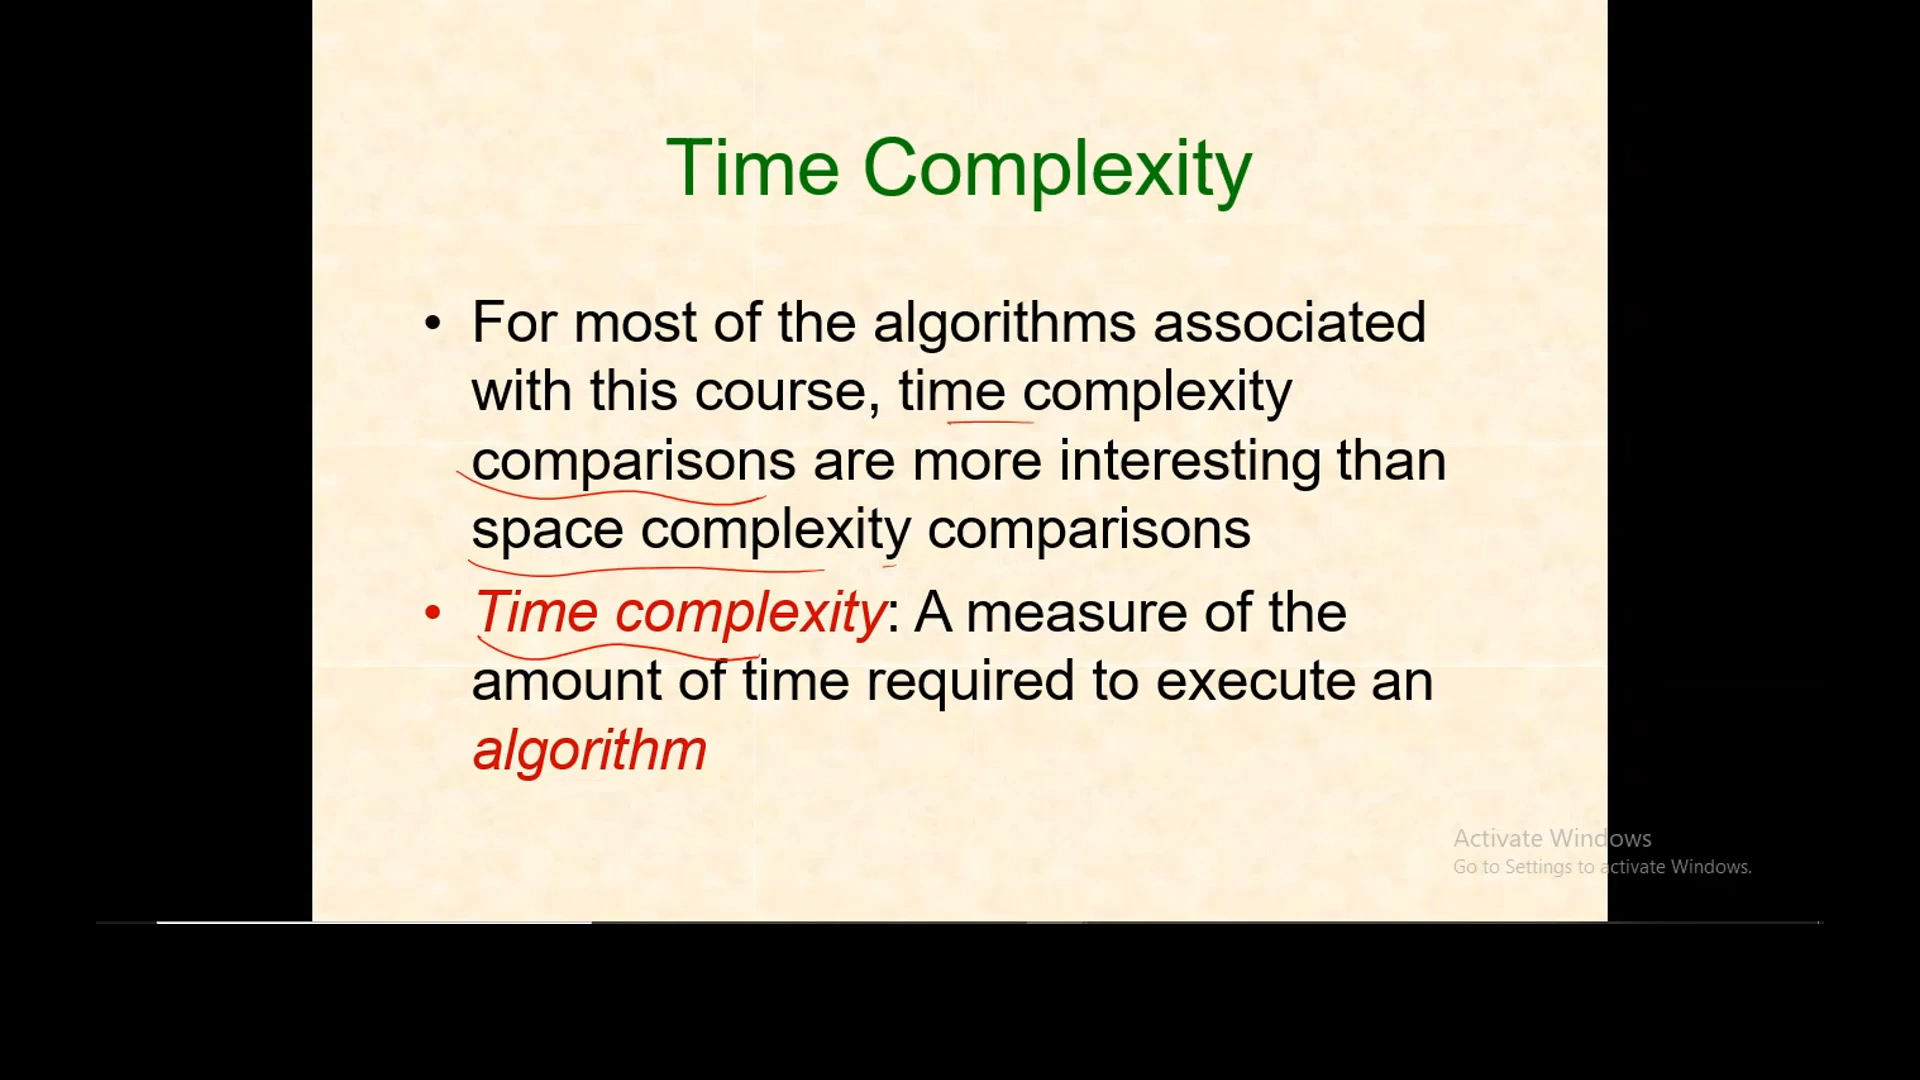 Time Complexity
• For most of the algorithms associated
with this course, time complexity
comparisons are more interesting than
space complexity comparisons
• Time complexity: A measure of the
amount of time required to execute an
algorithm
Activate Windows
Go to Settings to activate Windows.